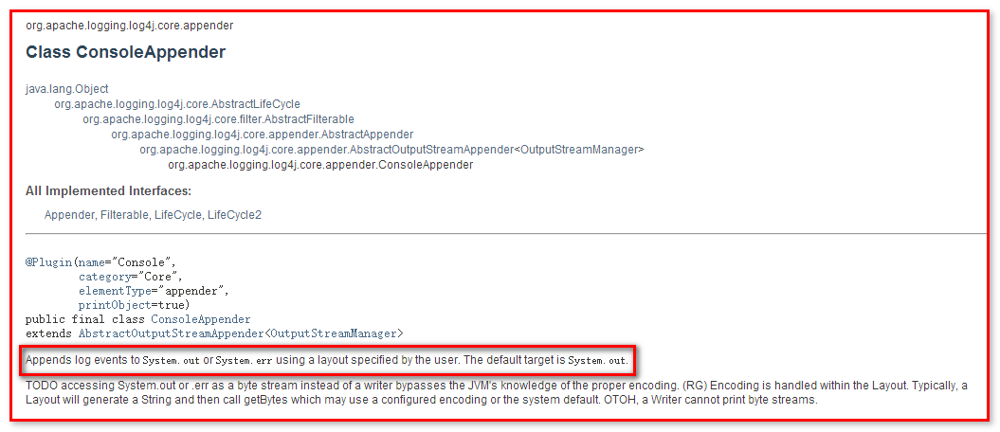 org.apache.logging.log4j.core.appender
Class ConsoleAppender
java.lang.Object
org.apache.logging.log4j.core.AbstractLifeCycle
org.apache.logging.log4j.core.filter.AbstractFilterable
org.apache.logging.log4j.core.appender.AbstractAppender
org.apache.logging.log4j.core.appender.AbstractOutputStreamAppender<OutputStreamManager>
org.apache.logging.log4j.core.appender.ConsoleAppender
All Implemented Interfaces:
Appender, Filterable, LifeCycle, LifeCycle2
@Plugin(name="Console",
category="Core",
elementType="appender",
printObject=true)
public final class ConsoleAppender
extends AbstractOutputStreamAppender<OutputStreamManager>
Appends log events to System.out or System.err using a layout specified by the user. The default target is System.out.
TODO accessing System.out or .err as a byte stream instead of a writer bypasses the JVM's knowledge of the proper encoding. (RG) Encoding is handled within the Layout. Typically, a
Layout will generate a String and then call getBytes which may use a configured encoding or the system default. OTOH, a Writer cannot print byte streams.